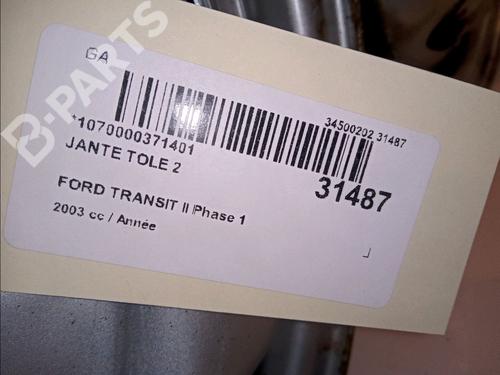 B-PARTS
GA
34500202 31487
*1070000371401
JANTE TOLE 2
31487
FORD TRANSIT II Phase 1
2003 cc / Année